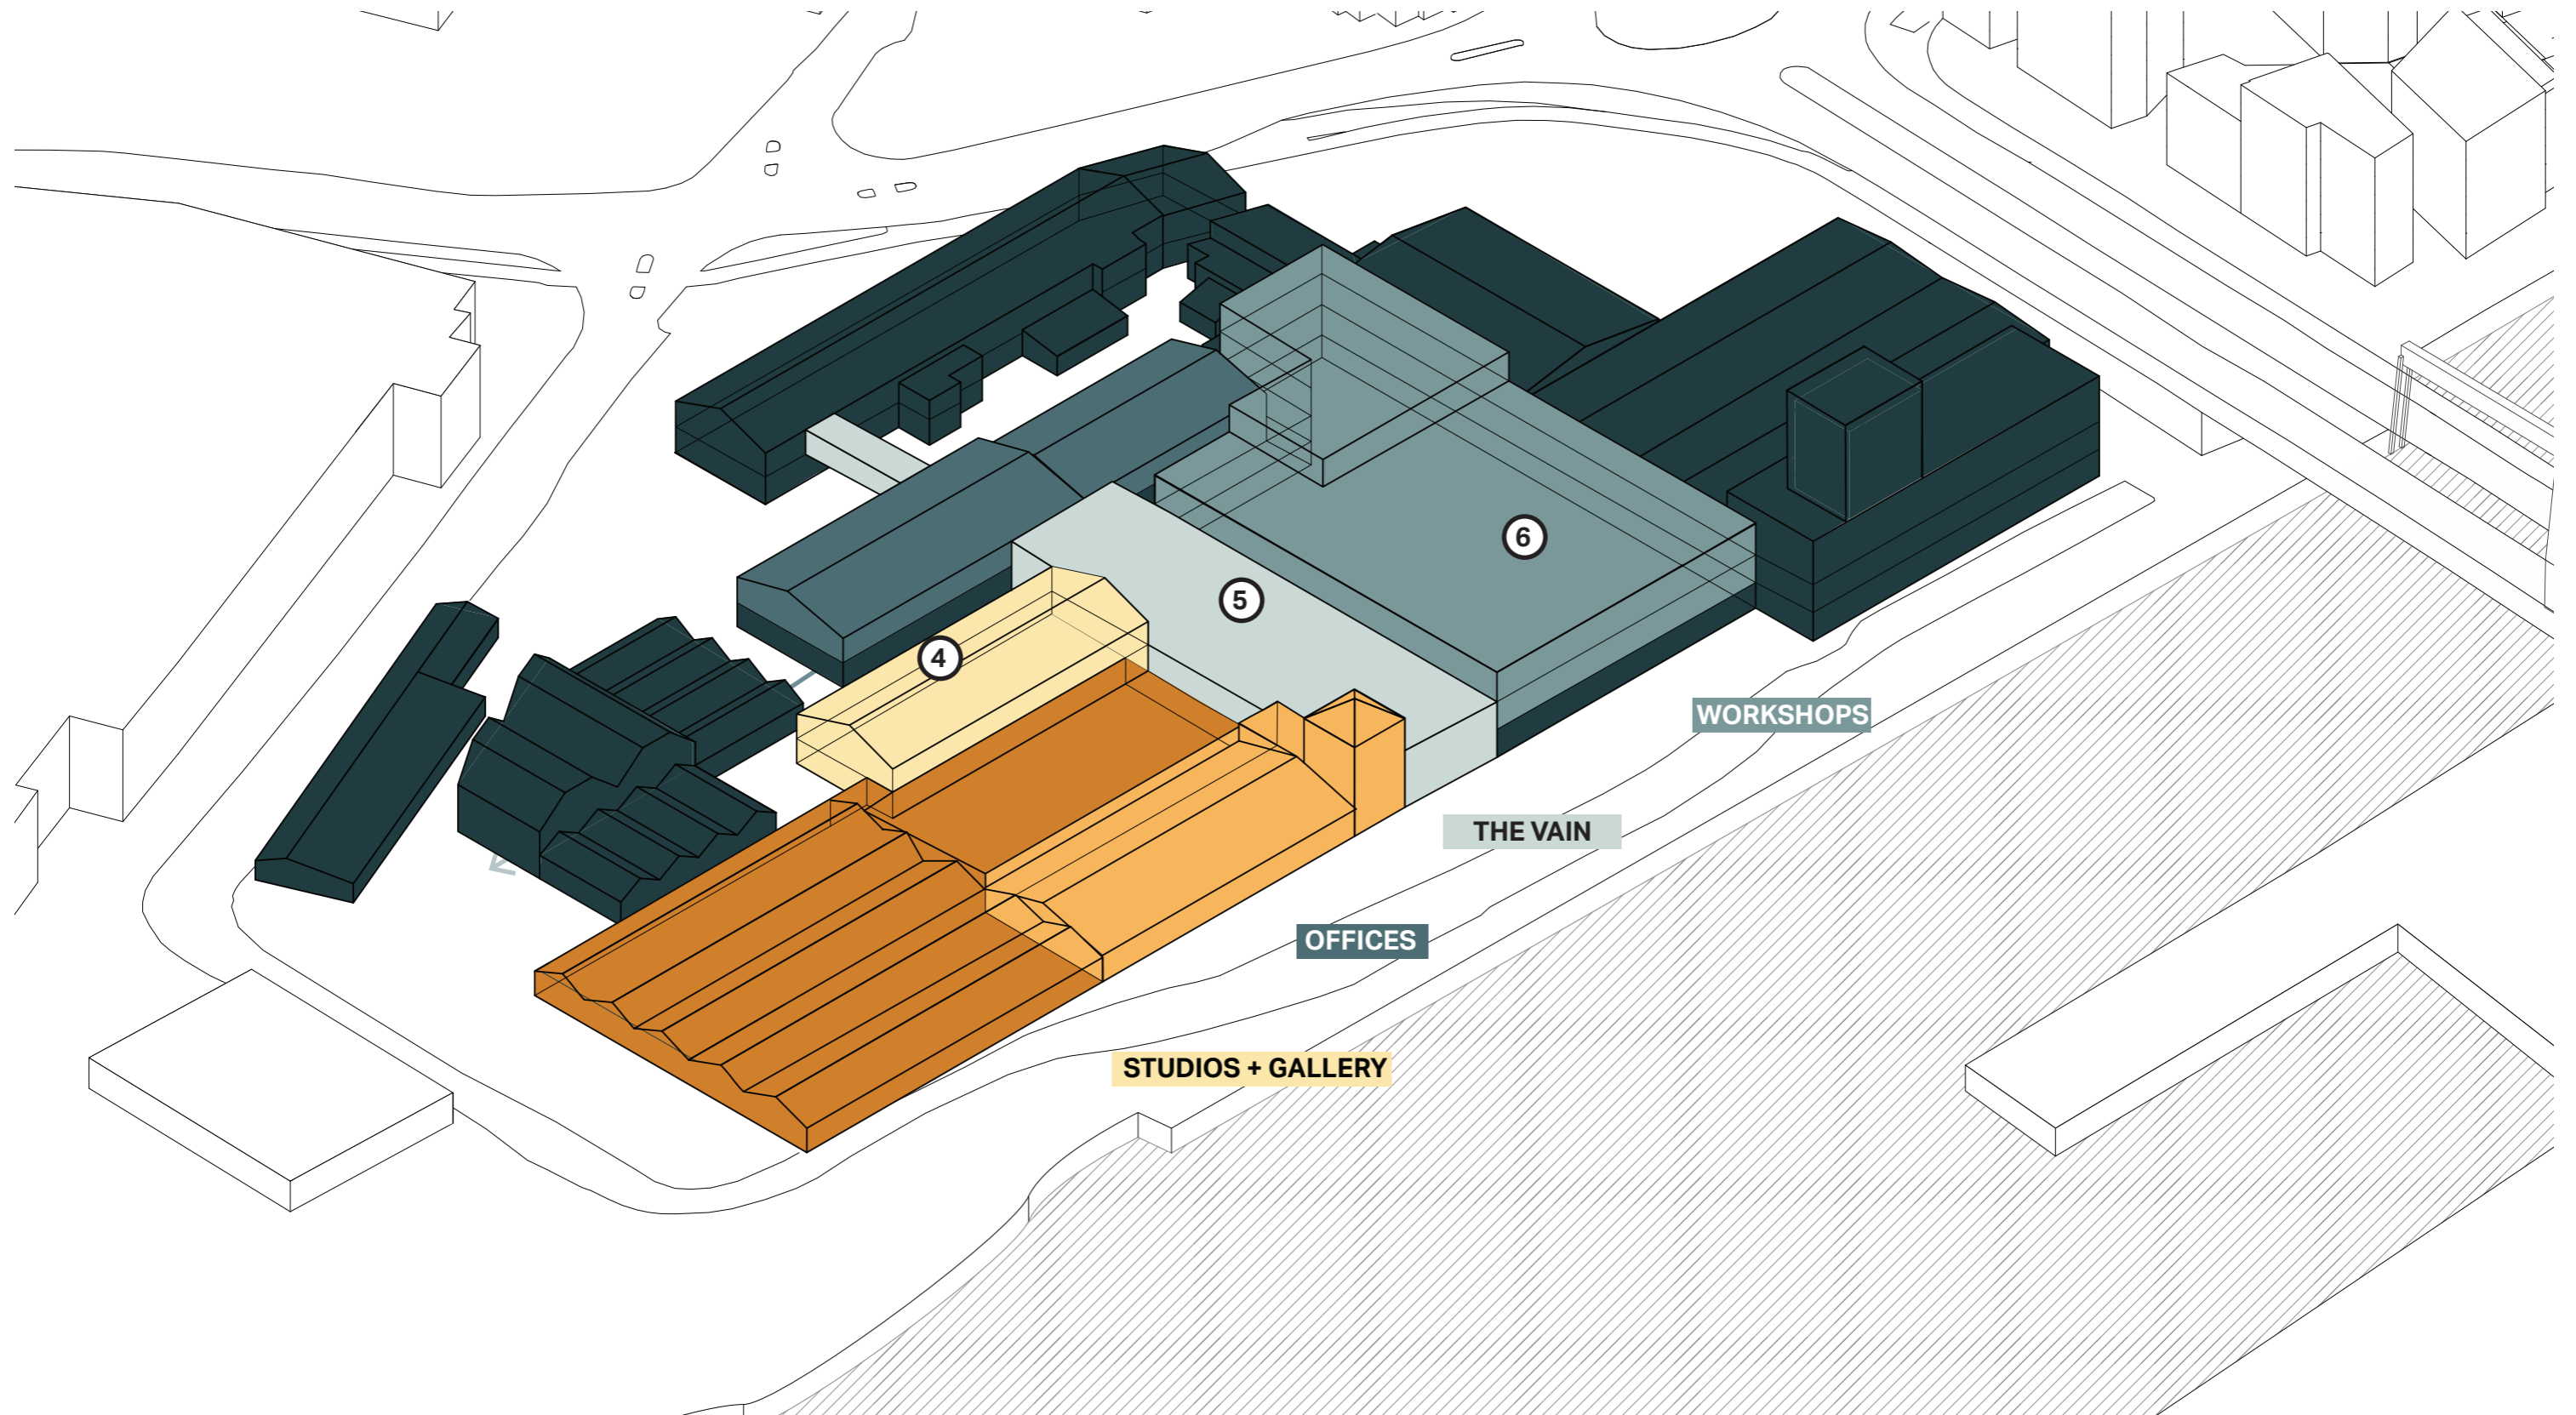 6
5
4
WORKSHOPS
THE VAIN
OFFICES
STUDIOS + GALLERY